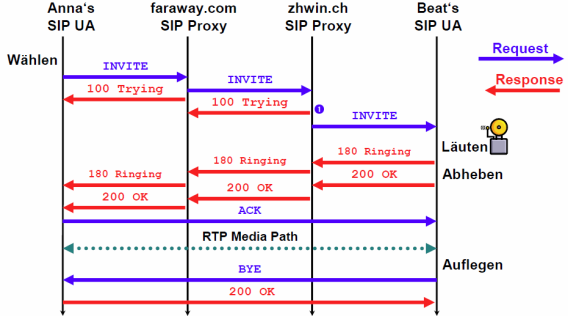 Anna's faraway.com zhwin.ch Beat's
SIP UA SIP Proxy SIP Proxy SIP UA
Wählen
Request
INVITE
INVITE
Response
100 Trying
100 Trying
INVITE
Läuten
180 Ringing
180 Ringing
180 Ringing
Abheben
200 OK
200 OK
200 OK
ACK
RTP Media Path
Auflegen
BYE
200 OK